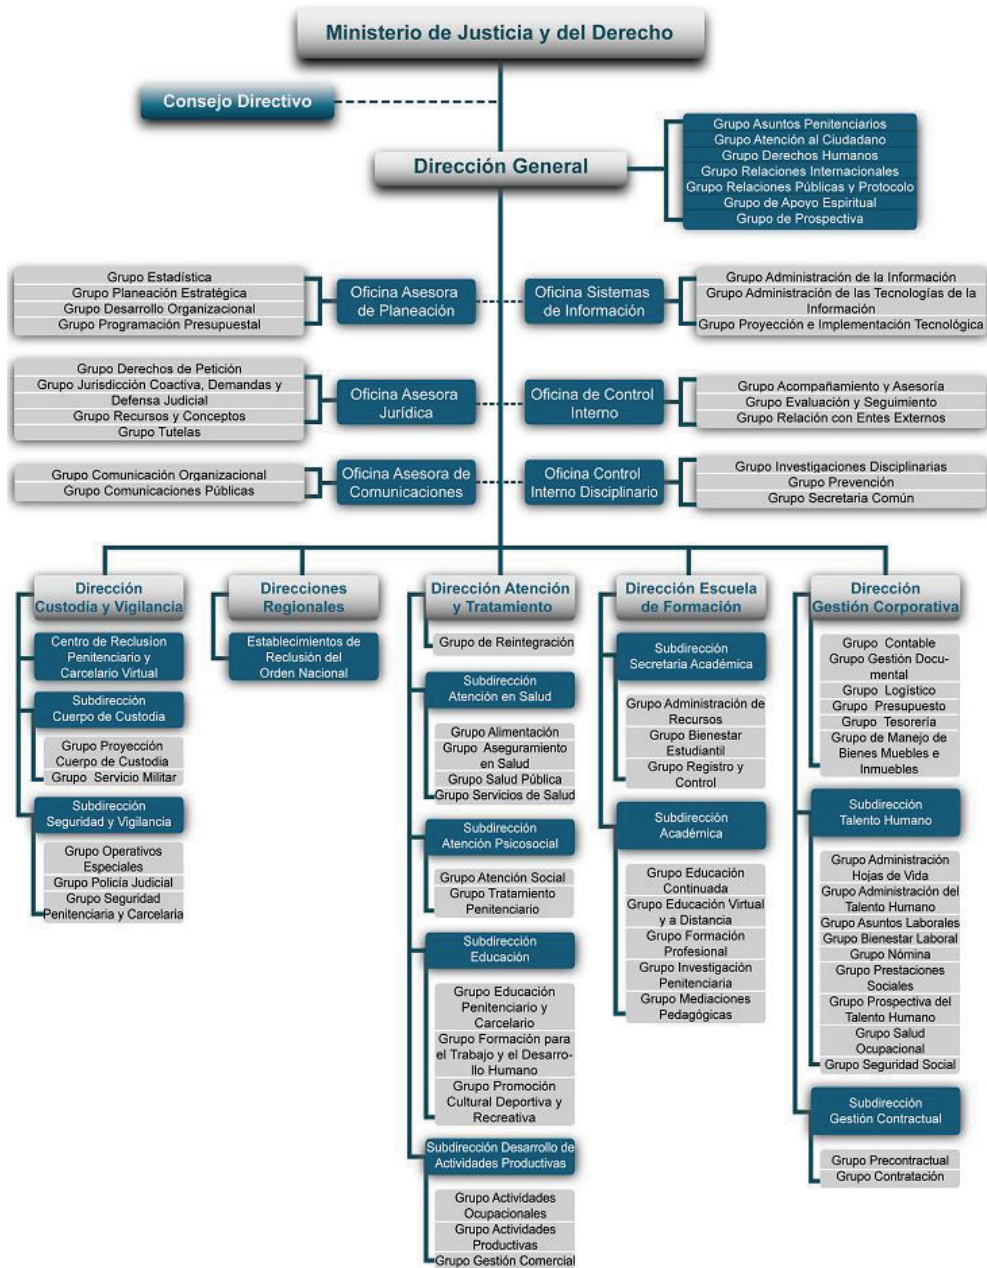 Ministerio de Justicia y del Derecho
Consejo Directivo
Dirección General
Grupo Asuntos Penitenciarios
Grupo Atención al Ciudadano
Grupo Derechos Humanos
Grupo Relaciones Internacionales
Grupo Relaciones Públicas y Protocolo
Grupo de Apoyo Espiritual
Grupo de Prospectiva
Grupo Estadística
Grupo Planeación Estratégica
Grupo Desarrollo Organizacional
Grupo Programación Presupuestal
Oficina Asesora
de Planeación
Oficina Sistemas
de Información
Grupo Administración de la Información
Grupo Administración de las Tecnologías de la
Información
Grupo Proyección e Implementación Tecnológica
Grupo Derechos de Petición
Grupo Jurisdicción Coactiva, Demandas y
Defensa Judicial
Grupo Recursos y Conceptos
Grupo Tutelas
Oficina Asesora
Jurídica
Oficina de Control
Interno
Grupo Acompañamiento y Asesoría
Grupo Evaluación y Seguimiento
Grupo Relación con Entes Externos
Grupo Comunicación Organizacional
Grupo Comunicaciones Públicas
Oficina Asesora de
Comunicaciones
Oficina Control
Interno Disciplinario
Grupo Investigaciones Disciplinarias
Grupo Prevención
Grupo Secretaria Común
Dirección
Custodia y Vigilancia
Centro de Reclusion
Penitenciario y
Carcelario Virtual
Subdirección
Cuerpo de Custodia
Grupo Proyección
Cuerpo de Custodia
Grupo Servicio Militar
Subdirección
Seguridad y Vigilancia
Grupo Operativos
Especiales
Grupo Policía Judicial
Grupo Seguridad
Penitenciaria y Carcelaria
Direciones
Regionales
Establecimientos de
Reclusión del
Orden Nacional
Dirección Atención
y Tratamiento
Grupo de Reintegración
Subdirección
Atención en Salud
Grupo Alimentación
Grupo Aseguramiento
en Salud
Grupo Salud Pública
Grupo Servicios de Salud
Subdirección
Atención Psicosocial
Grupo Atención Social
Grupo Tratamiento
Penitenciario
Subdirección
Educación
Grupo Educación
Penitenciario y
Carcelario
Grupo Formación para
el Trabajo y el Desarro-
llo Humano
Grupo Promoción
Cultural Deportiva y
Recreativa
Subdirección Desarrollo de
Actividades Productivas
Grupo Actividades
Ocupacionales
Grupo Actividades
Productivas
Grupo Gestión Comercial
Dirección Escuela
de Formación
Subdirección
Secretaria Académica
Grupo Administración de
Recursos
Grupo Bienestar
Estudiantil
Grupo Registro y
Control
Subdirección
Académica
Grupo Educación
Continuada
Grupo Educación Virtual
y a Distancia
Grupo Formación
Profesional
Grupo Investigación
Penitenciaria
Grupo Mediaciones
Pedagógicas
Dirección
Gestión Corporativa
Grupo Contable
Grupo Gestión Docu-
mental
Grupo Logístico
Grupo Presupuesto
Grupo Tesorería
Grupo de Manejo de
Bienes Muebles e
Inmuebles
Subdirección
Talento Humano
Grupo Administración
Hojas de Vida
Grupo Administración del
Talento Humano
Grupo Asuntos Laborales
Grupo Bienestar Laboral
Grupo Nómina
Grupo Prestaciones
Sociales
Grupo Prospectiva del
Talento Humano
Grupo Salud
Ocupacional
Grupo Seguridad Social
Subdirección
Gestión Contractual
Grupo Precontractual
Grupo Contratación